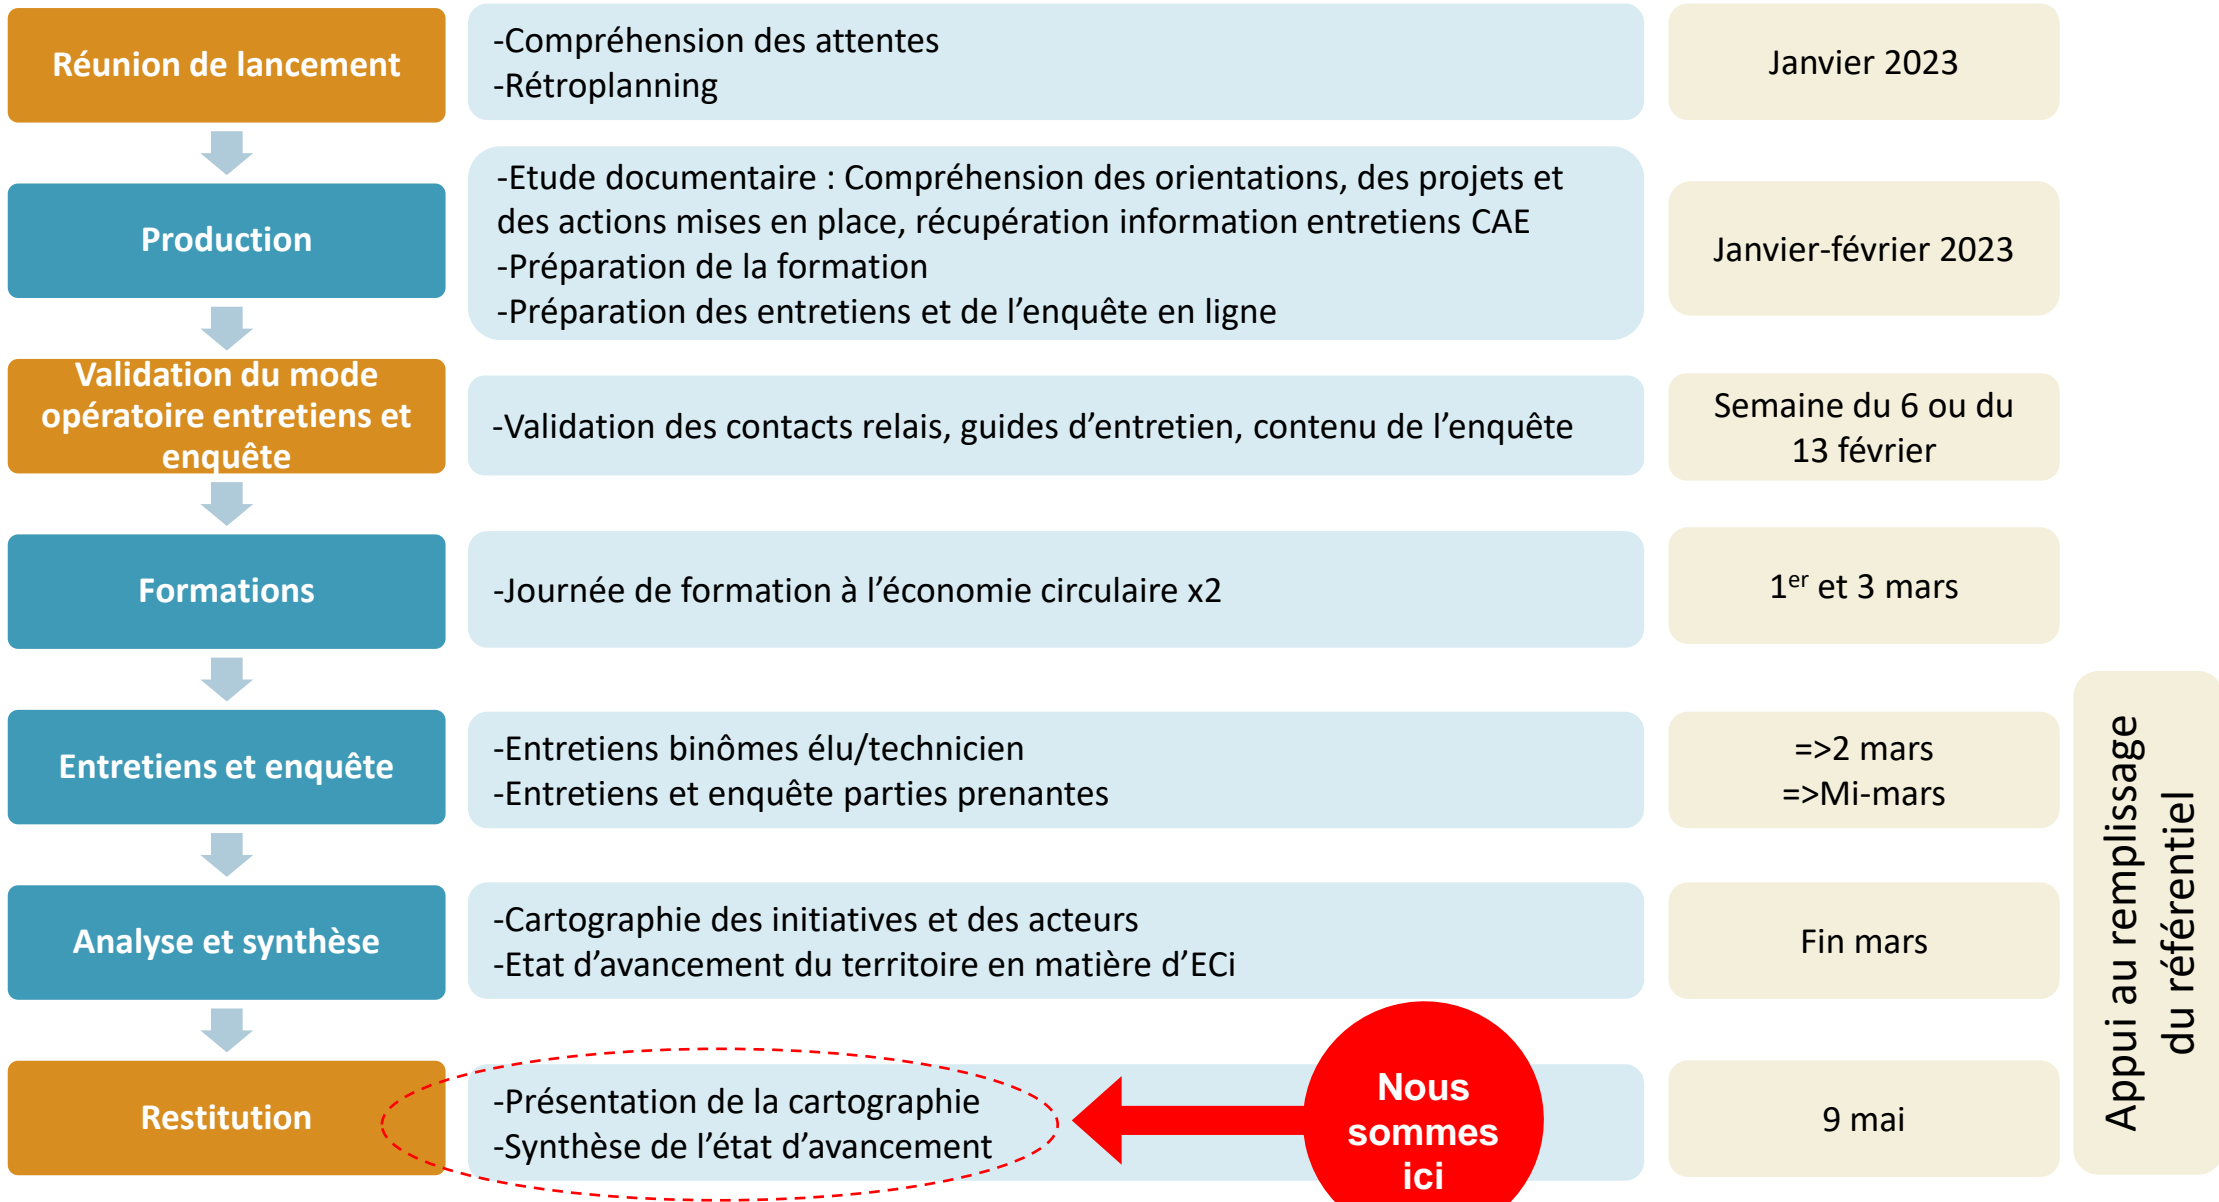 Réunion de lancement
-Compréhension des attentes
-Rétroplanning
Janvier 2023
Production
-Etude documentaire : Compréhension des orientations, des projets et
des actions mises en place, récupération information entretiens CAE
-Préparation de la formation
-Préparation des entretiens et de l’enquête en ligne
Janvier-février 2023
Validation du mode
opératoire entretiens et
enquête
-Validation des contacts relais, guides d’entretien, contenu de l’enquête
Semaine du 6 ou du
13 février
Formations
-Journée de formation à l’économie circulaire x2
1er et 3 mars
Entretiens et enquête
-Entretiens binômes élu/technicien
-Entretiens et enquête parties prenantes
=>2 mars
=>Mi-mars
Analyse et synthèse
-Cartographie des initiatives et des acteurs
-Etat d’avancement du territoire en matière d’ECi
Fin mars
Restitution
-Présentation de la cartographie
-Synthèse de l’état d’avancement
Nous
sommes
ici
9 mai
Appui au remplissage
du référentiel